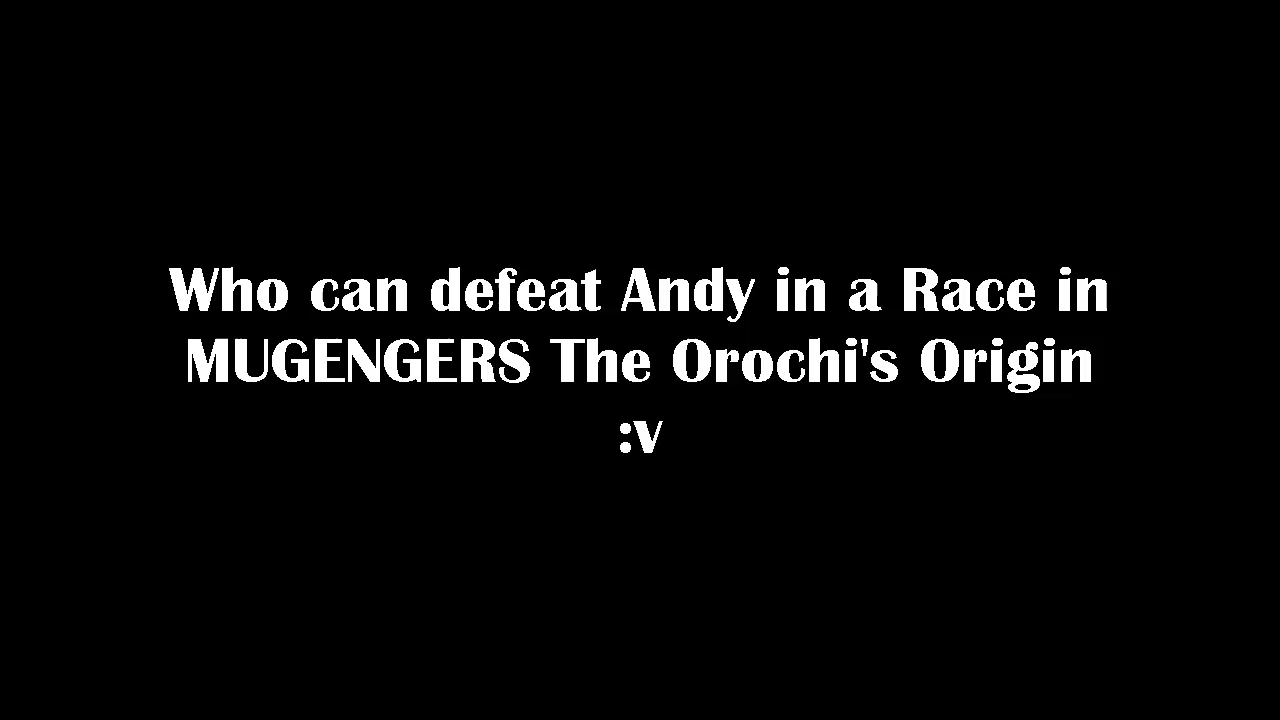 Who can defeat Andy in a Race in
MUGENGERS The Orochi's Origin
:v